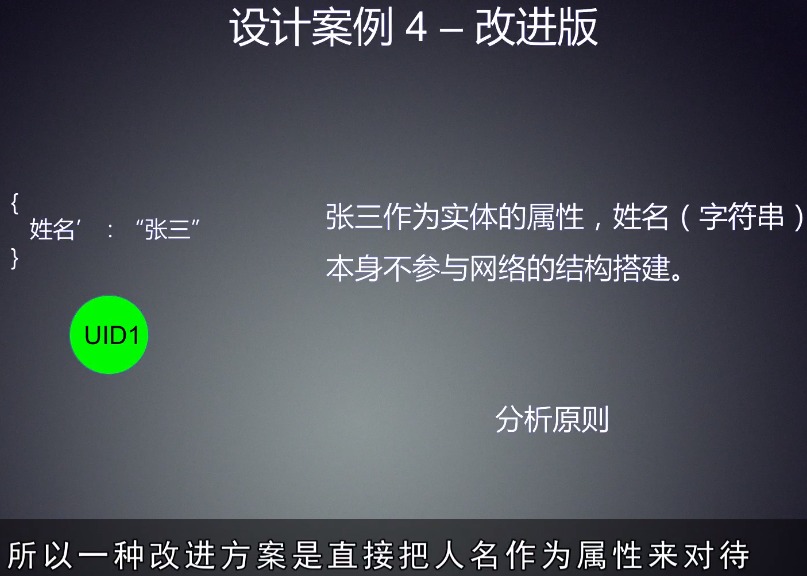 设计案例 4 – 改进版
{
姓名’ : “张三”
}
张三作为实体的属性，姓名（字符串）
本身不参与网络的结构搭建。
UID1
分析原则
所以一种改进方案是直接把人名作为属性来对待